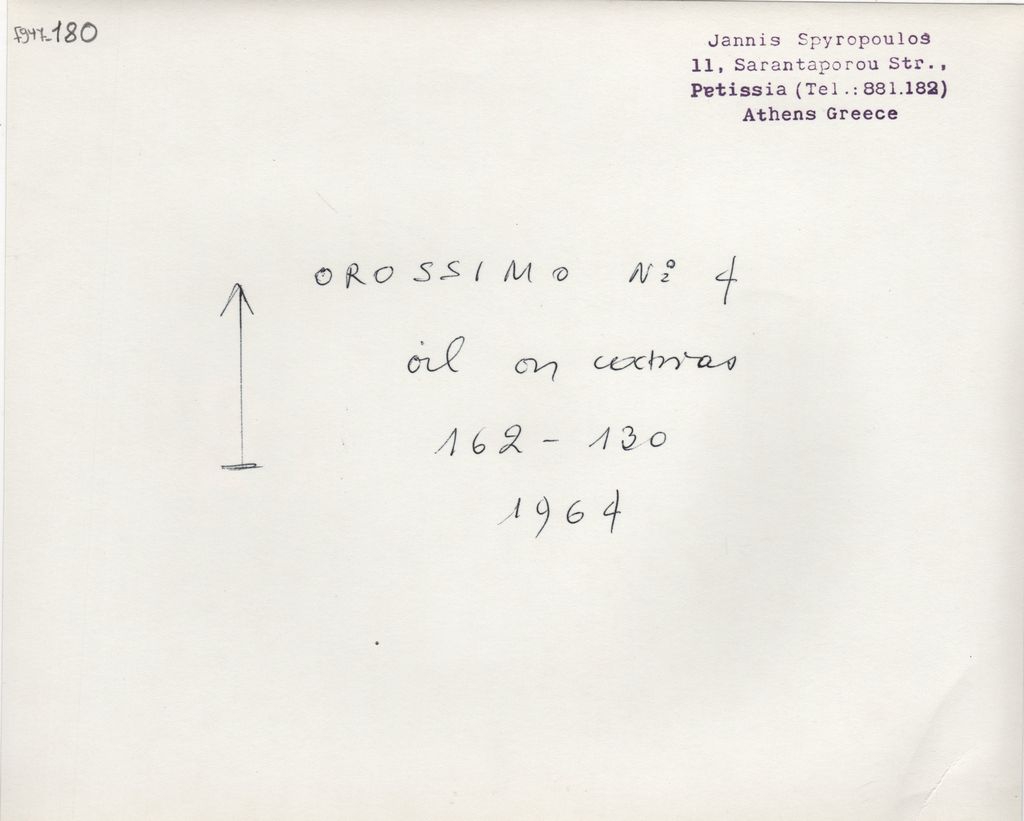 5947-180
Jannis Spyropoulos
11, Sarantaporou Str.,
Petissia (Tel.: 881.182)
Athens Greece
OROSSIMO Nº 4
oil on canvas
162 - 130
1964